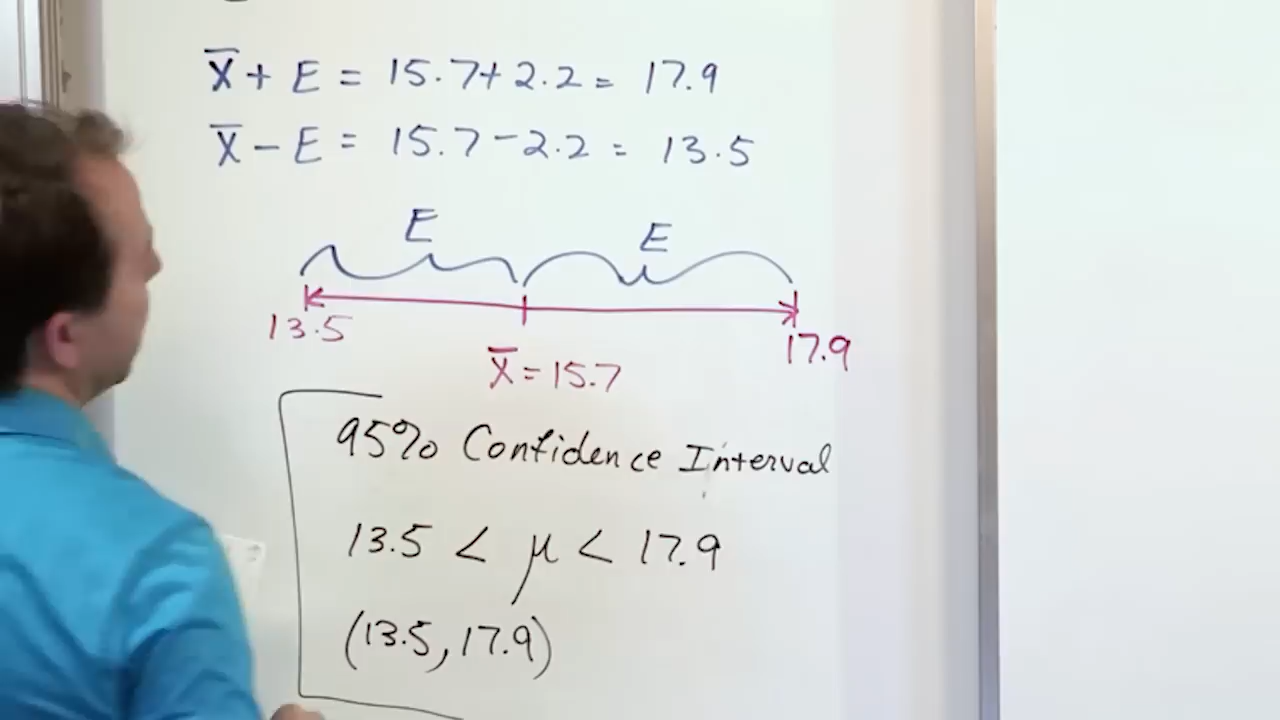 X̄ + E = 15.7 + 2.2 = 17.9
X̄ - E = 15.7 - 2.2 = 13.5
E E
13.5 X̄ = 15.7 17.9
95% Confidence Interval
13.5 < μ < 17.9
(13.5, 17.9)